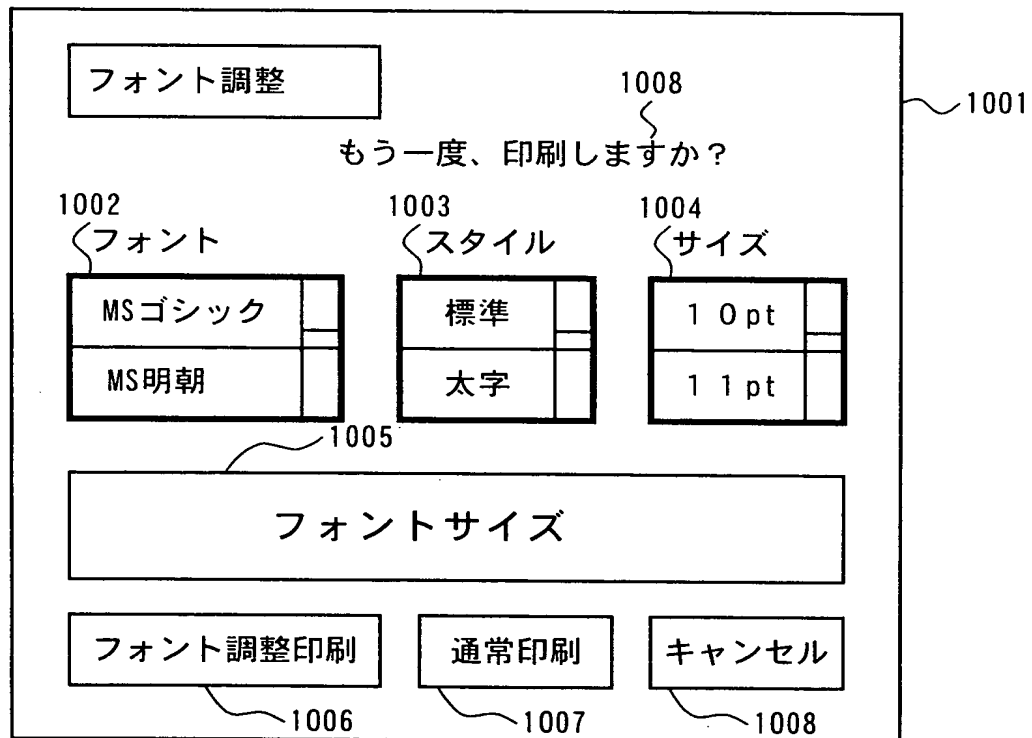 フォント調整
1008
1001
もう一度、印刷しますか？
1002 1003 1004
フォント スタイル サイズ
MSゴシック 標準 １０pt
MS明朝 太字 １１pt
1005
フォントサイズ
フォント調整印刷 通常印刷 キャンセル
1006 1007 1008